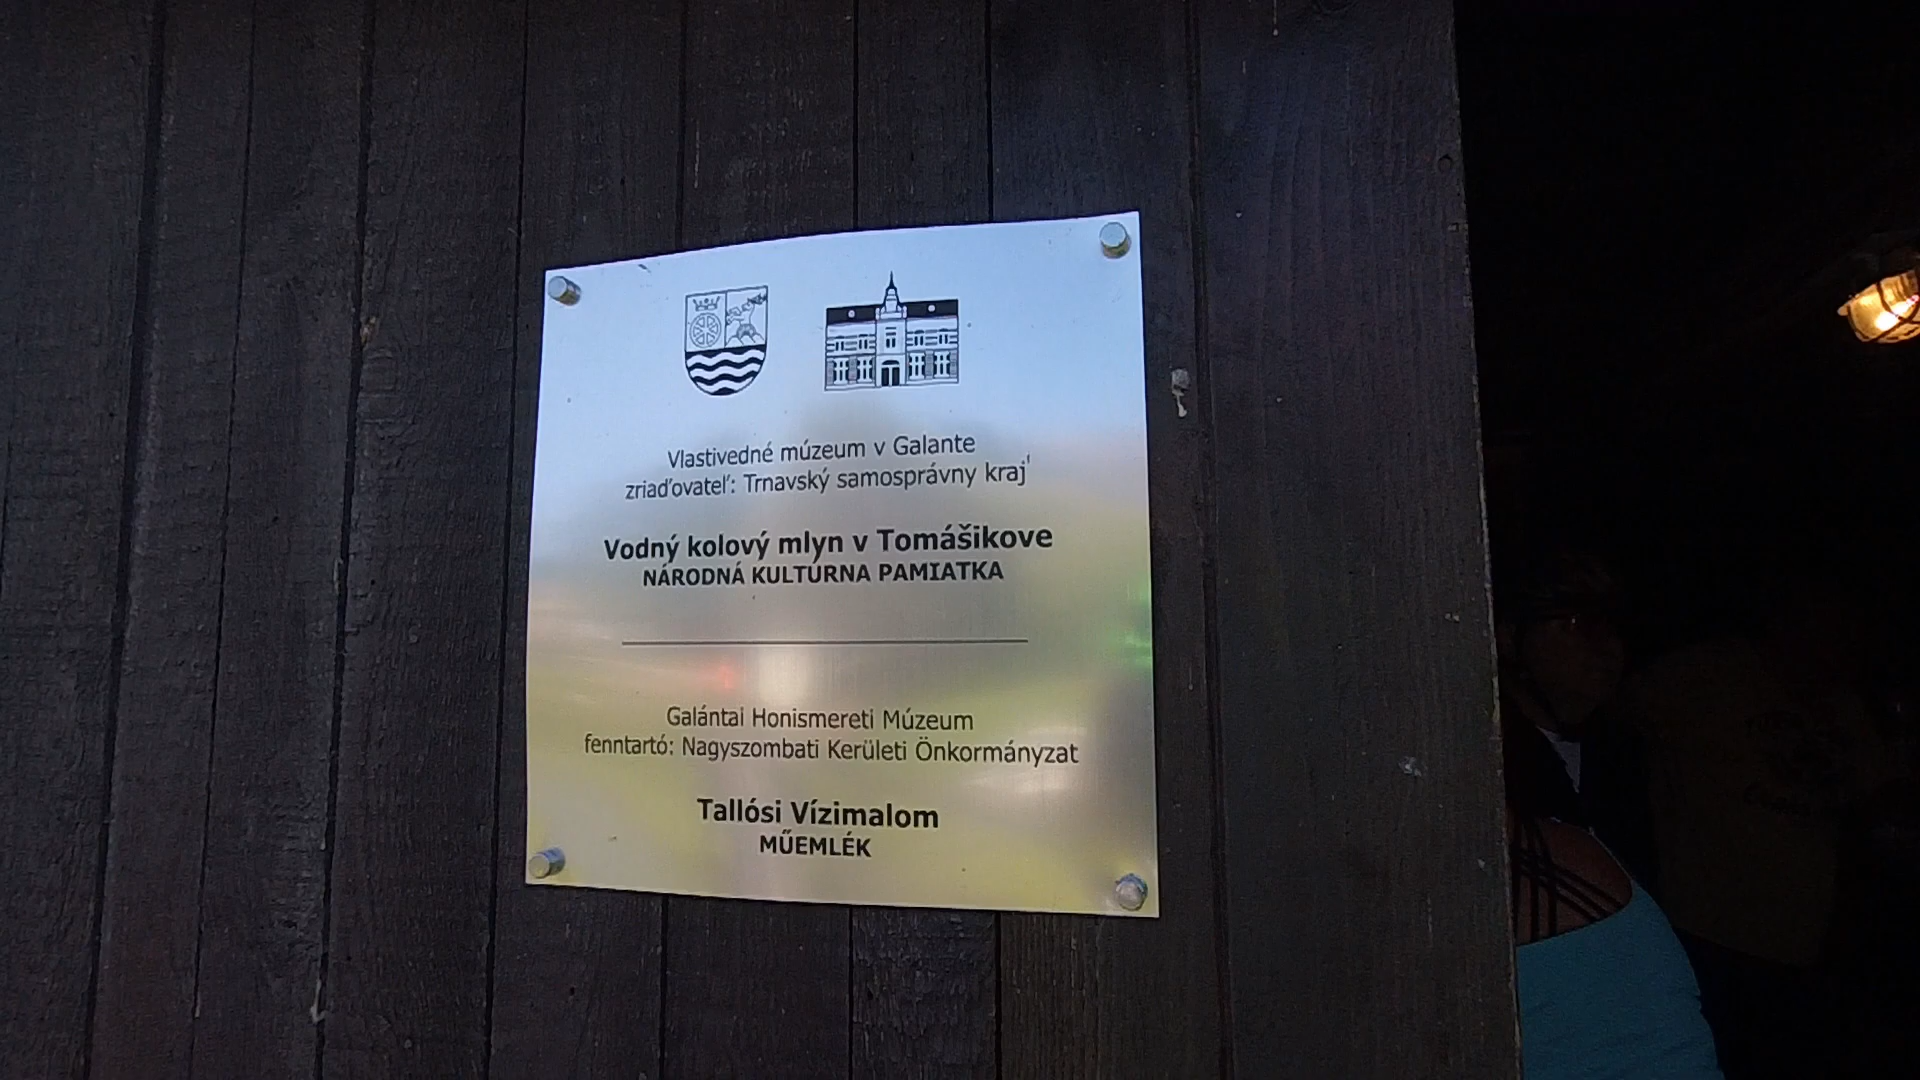 Vlastivedné múzeum v Galante
zriaďovateľ: Trnavský samosprávny kraj
Vodný kolový mlyn v Tomášikove
NÁRODNÁ KULTÚRNA PAMIATKA
Galántai Honismereti Múzeum
fenntartó: Nagyszombati Kerületi Önkormányzat
Tallósi Vízimalom
MŰEMLÉK